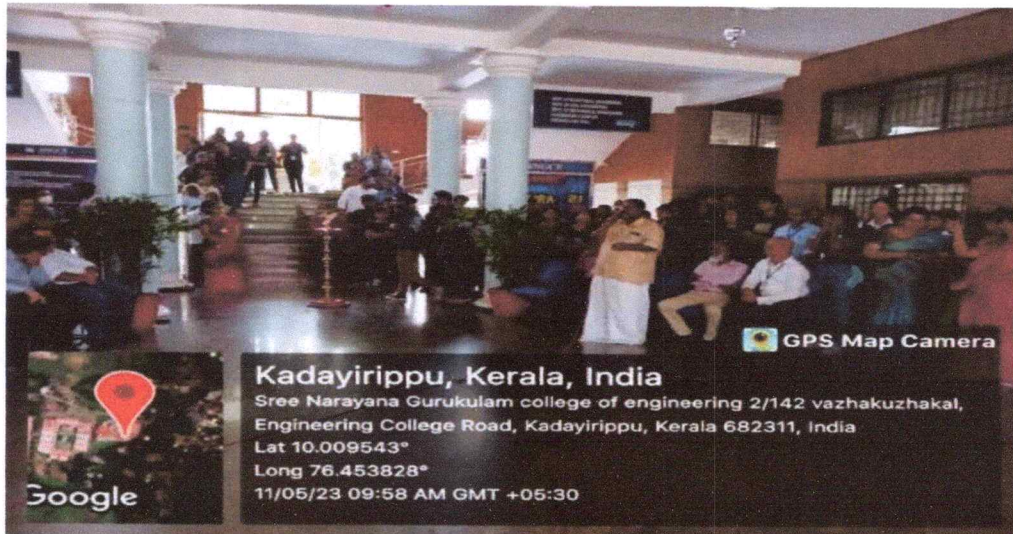 GPS Map Camera
Kadayirippu, Kerala, India
Sree Narayana Gurukulam college of engineering 2/142 vazhakuzhakal,
Engineering College Road, Kadayirippu, Kerala 682311, India
Lat 10.009543°
Long 76.453828°
11/05/23 09:58 AM GMT +05:30
Google